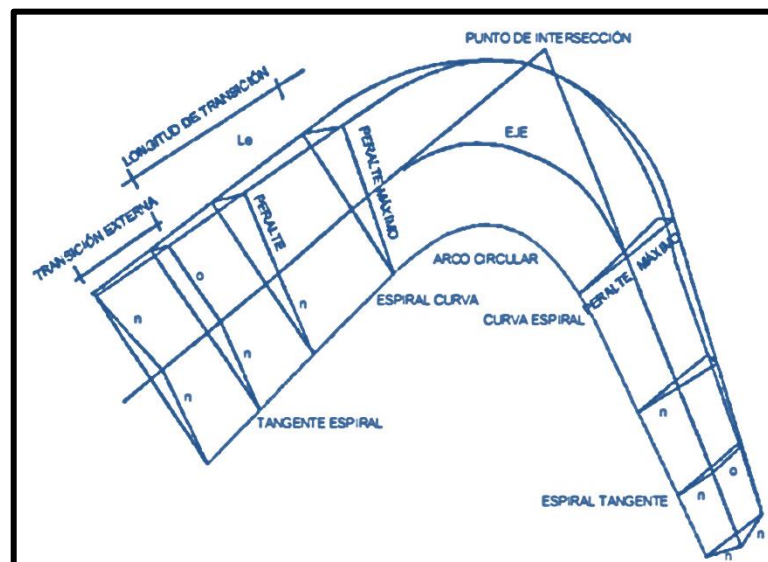 PUNTO DE INTERSECCIÓN
LONGITUD DE TRANSICIÓN
Le
EJE
PERALTE MÁXIMO
TRANSICIÓN EXTERNA
PERALTE
ARCO CIRCULAR
ESPIRAL CURVA
CURVA ESPIRAL
PERALTE MÁXIMO
n
o
n
n
n
TANGENTE ESPIRAL
n
ESPIRAL TANGENTE
n
o
n
n